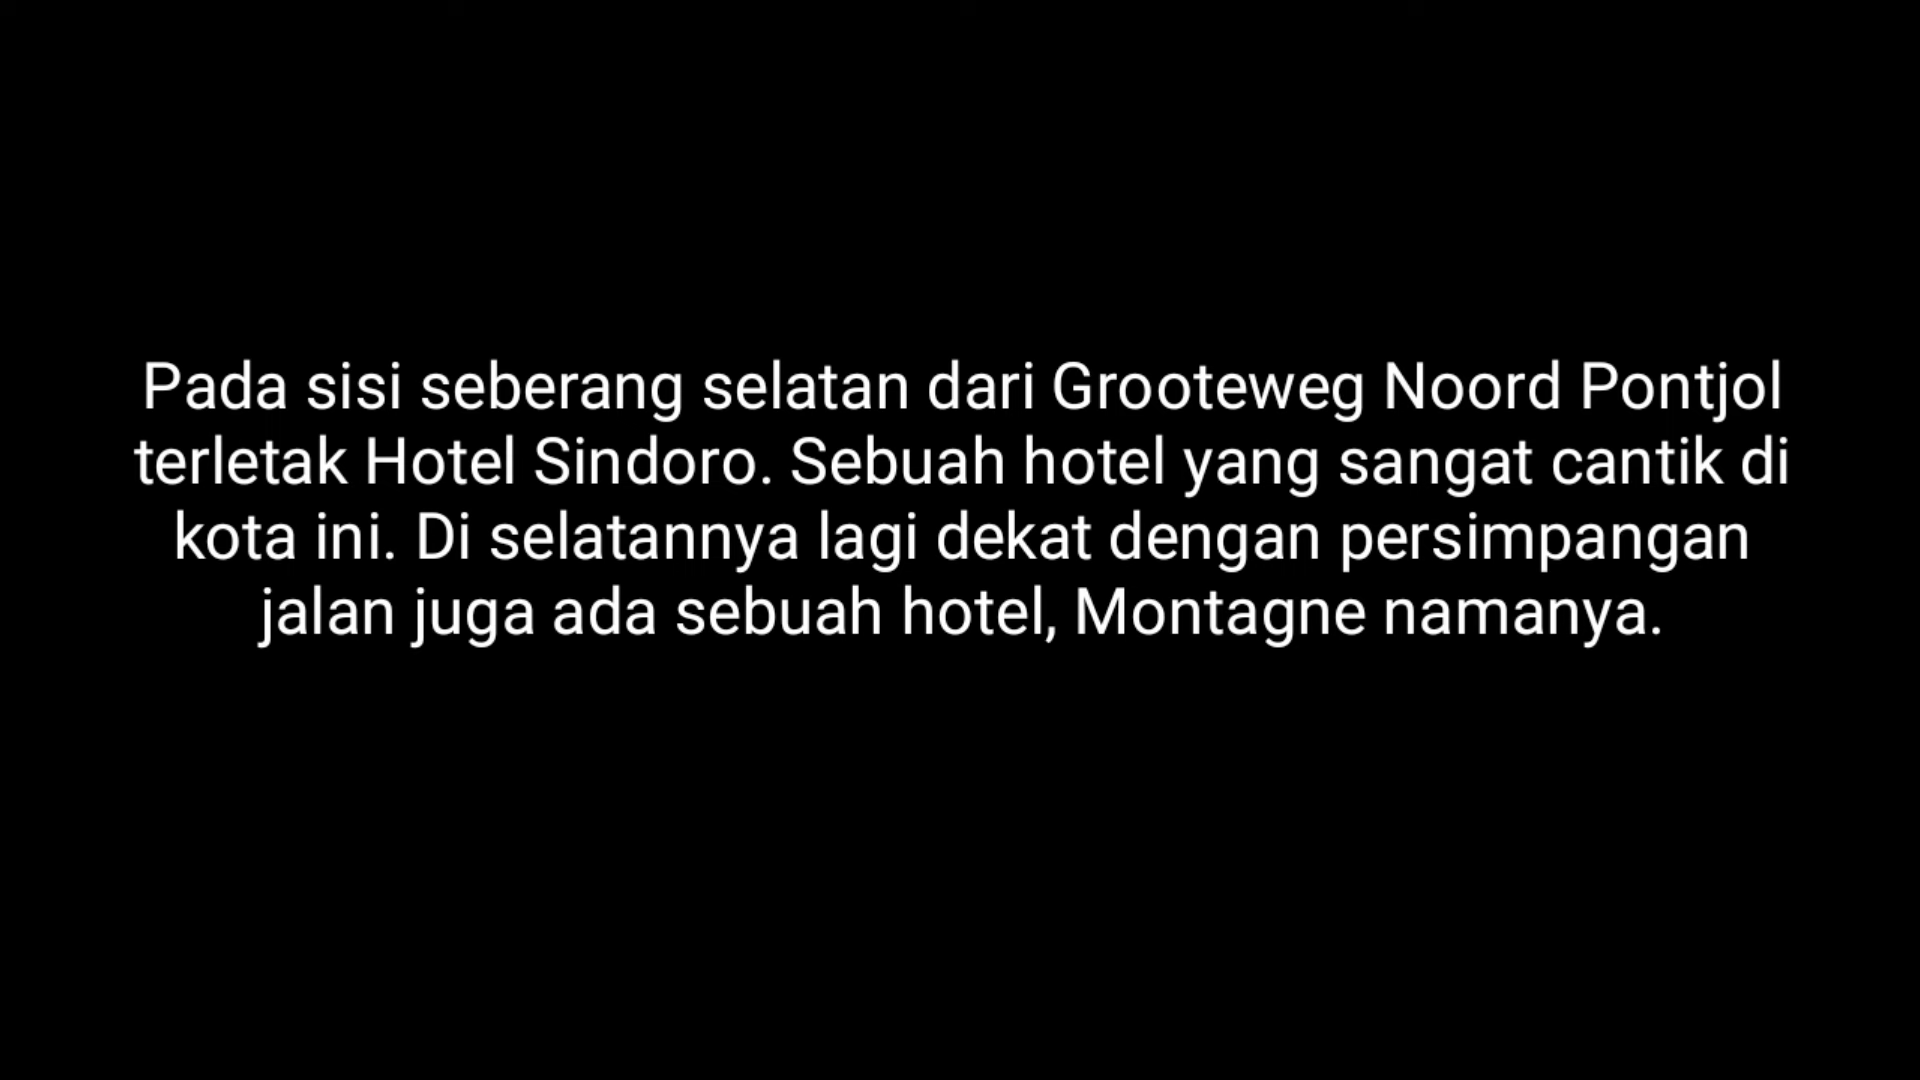 Pada sisi seberang selatan dari Grooteweg Noord Pontjol
terletak Hotel Sindoro. Sebuah hotel yang sangat cantik di
kota ini. Di selatannya lagi dekat dengan persimpangan
jalan juga ada sebuah hotel, Montagne namanya.